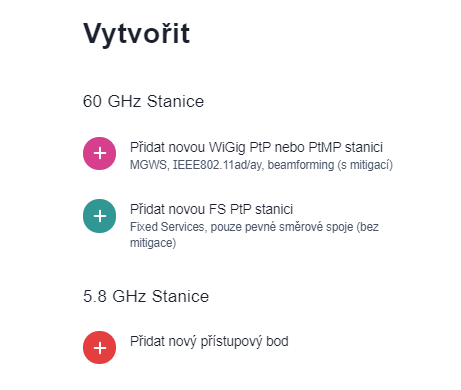 Vytvořit
60 GHz Stanice
Přidat novou WiGig PtP nebo PtMP stanici
MGWS, IEEE802.11ad/ay, beamforming (s mitigací)
Přidat novou FS PtP stanici
Fixed Services, pouze pevné směrové spoje (bez
mitigace)
5.8 GHz Stanice
Přidat nový přístupový bod